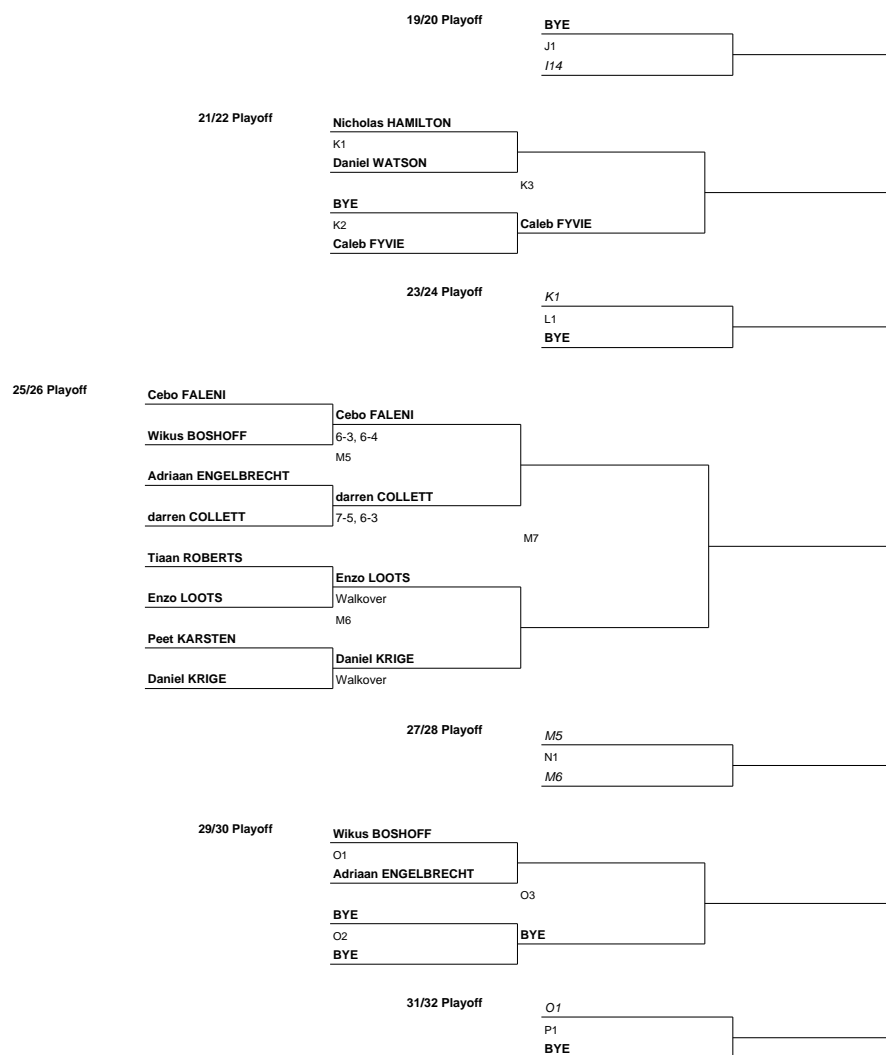 19/20 Playoff
BYE
J1
I14
21/22 Playoff
Nicholas HAMILTON
K1
Daniel WATSON
K3
BYE
K2
Caleb FYVIE
Caleb FYVIE
23/24 Playoff
K1
L1
BYE
25/26 Playoff
Cebo FALENI
Cebo FALENI
Wikus BOSHOFF
6-3, 6-4
M5
Adriaan ENGELBRECHT
darren COLLETT
darren COLLETT
7-5, 6-3
M7
Tiaan ROBERTS
Enzo LOOTS
Enzo LOOTS
Walkover
M6
Peet KARSTEN
Daniel KRIGE
Daniel KRIGE
Walkover
27/28 Playoff
M5
N1
M6
29/30 Playoff
Wikus BOSHOFF
O1
Adriaan ENGELBRECHT
O3
BYE
O2
BYE
BYE
31/32 Playoff
O1
P1
BYE